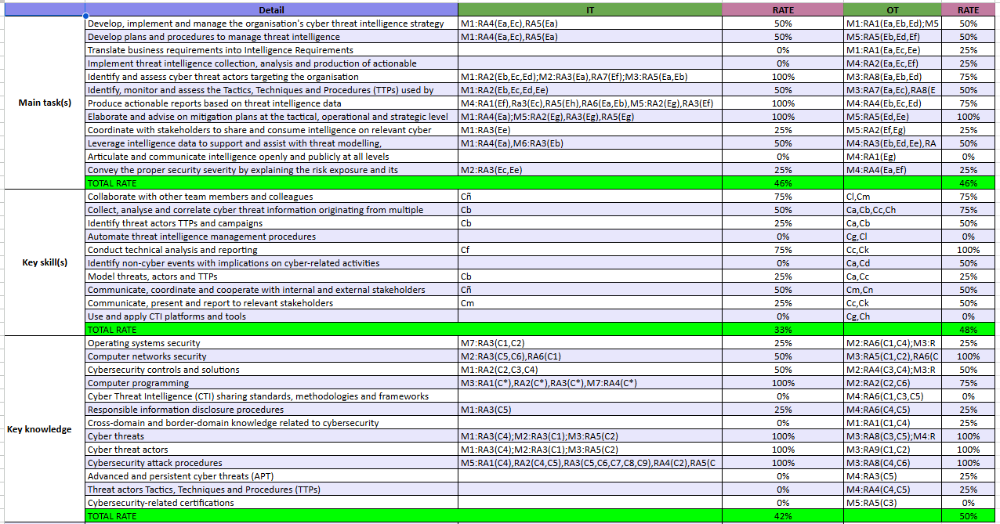 Detail IT RATE OT RATE
Main task(s)
Develop, implement and manage the organisation's cyber threat intelligence strategy M1:RA4(Ea,Ec),RA5(Ea) 50% M1:RA1(Ea,Eb,Ed);M5 50%
Develop plans and procedures to manage threat intelligence M1:RA4(Ea,Ec),RA5(Ea) 50% M5:RA5(Eb,Ed,Ef) 50%
Translate business requirements into Intelligence Requirements 0% M1:RA1(Ea,Ec,Ee) 25%
Implement threat intelligence collection, analysis and production of actionable 0% M4:RA2(Ea,Ec,Ef) 25%
Identify and assess cyber threat actors targeting the organisation M1:RA2(Eb,Ec,Ed);M2:RA3(Ea),RA7(Ef);M3:RA5(Ea,Eb) 100% M3:RA8(Ea,Eb,Ed) 75%
Identify, monitor and assess the Tactics, Techniques and Procedures (TTPs) used by M1:RA2(Eb,Ec,Ed,Ee) 50% M3:RA7(Ea,Ec),RA8(E 50%
Produce actionable reports based on threat intelligence data M4:RA1(Ef),Ra3(Ec),RA5(Eh),RA6(Ea,Eb),M5:RA2(Eg),RA3(Ef) 100% M4:RA4(Eb,Ec,Ed) 75%
Elaborate and advise on mitigation plans at the tactical, operational and strategic level M1:RA4(Ea);M5:RA2(Eg),RA3(Eg),RA5(Eg) 100% M5:RA5(Ed,Ee) 100%
Coordinate with stakeholders to share and consume intelligence on relevant cyber M1:RA3(Ee) 25% M5:RA2(Ef,Eg) 25%
Leverage intelligence data to support and assist with threat modelling, M1:RA4(Ea),M6:RA3(Eb) 50% M4:RA3(Eb,Ed,Ee),RA 50%
Articulate and communicate intelligence openly and publicly at all levels 0% M4:RA1(Eg) 0%
Convey the proper security severity by explaining the risk exposure and its M2:RA3(Ec,Ee) 25% M4:RA4(Ea,Ef) 25%
TOTAL RATE 46% 46%
Key skill(s)
Collaborate with other team members and colleagues Cñ 75% Cl,Cm 75%
Collect, analyse and correlate cyber threat information originating from multiple Cb 50% Ca,Cb,Cc,Ch 75%
Identify threat actors TTPs and campaigns Cb 25% Ca,Cb 50%
Automate threat intelligence management procedures 0% Cg,Cl 0%
Conduct technical analysis and reporting Cf 75% Cc,Ck 100%
Identify non-cyber events with implications on cyber-related activities 0% Ca,Cd 50%
Model threats, actors and TTPs Cb 25% Ca,Cc 25%
Communicate, coordinate and cooperate with internal and external stakeholders Cñ 50% Cm,Cn 50%
Communicate, present and report to relevant stakeholders Cm 25% Cc,Ck 50%
Use and apply CTI platforms and tools 0% Cg,Ch 0%
TOTAL RATE 33% 48%
Key knowledge
Operating systems security M7:RA3(C1,C2) 25% M2:RA6(C1,C4);M3:R 25%
Computer networks security M2:RA3(C5,C6),RA6(C1) 50% M3:RA5(C1,C2),RA6(C 100%
Cybersecurity controls and solutions M1:RA2(C2,C3,C4) 50% M2:RA4(C3,C4);M3:R 50%
Computer programming M3:RA1(C*),RA2(C*),RA3(C*),M7:RA4(C*) 100% M2:RA2(C2,C6) 75%
Cyber Threat Intelligence (CTI) sharing standards, methodologies and frameworks 0% M4:RA6(C1,C3,C5) 0%
Responsible information disclosure procedures M1:RA3(C5) 25% M4:RA6(C4,C5) 25%
Cross-domain and border-domain knowledge related to cybersecurity 0% M1:RA1(C1,C4) 25%
Cyber threats M1:RA3(C4);M2:RA3(C1);M3:RA5(C2) 100% M3:RA8(C3,C5);M4:R 100%
Cyber threat actors M1:RA3(C4);M2:RA3(C1);M3:RA5(C2) 100% M3:RA9(C1,C2) 100%
Cybersecurity attack procedures M5:RA1(C4),RA2(C4,C5),RA3(C5,C6,C7,C8,C9),RA4(C2),RA5(C 100% M3:RA8(C4,C6) 100%
Advanced and persistent cyber threats (APT) 0% M4:RA3(C5) 25%
Threat actors Tactics, Techniques and Procedures (TTPs) 0% M4:RA4(C4,C5) 25%
Cybersecurity-related certifications 0% M5:RA5(C3) 0%
TOTAL RATE 42% 50%